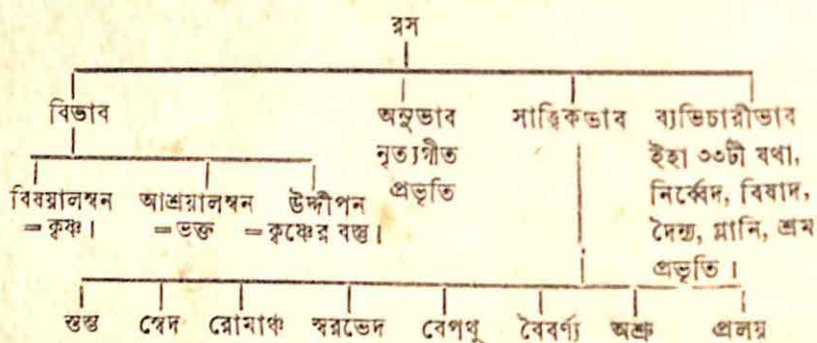 রস
বিভাব অনুভাব সাত্ত্বিকভাব ব্যভিচারীভাব
নৃত্যগীত ইহা ৩৩টী যথা,
প্রভৃতি নির্ব্বেদ, বিষাদ,
বিষয়ালম্বন আশ্রয়ালম্বন উদ্দীপন দৈন্য, গ্লানি, শ্রম
=কৃষ্ণ। =ভক্ত =কৃষ্ণের বস্তু। প্রভৃতি।
স্তম্ভ স্বেদ রোমাঞ্চ স্বরভেদ বেপথু বৈবর্ণ্য অশ্রু প্রলয়